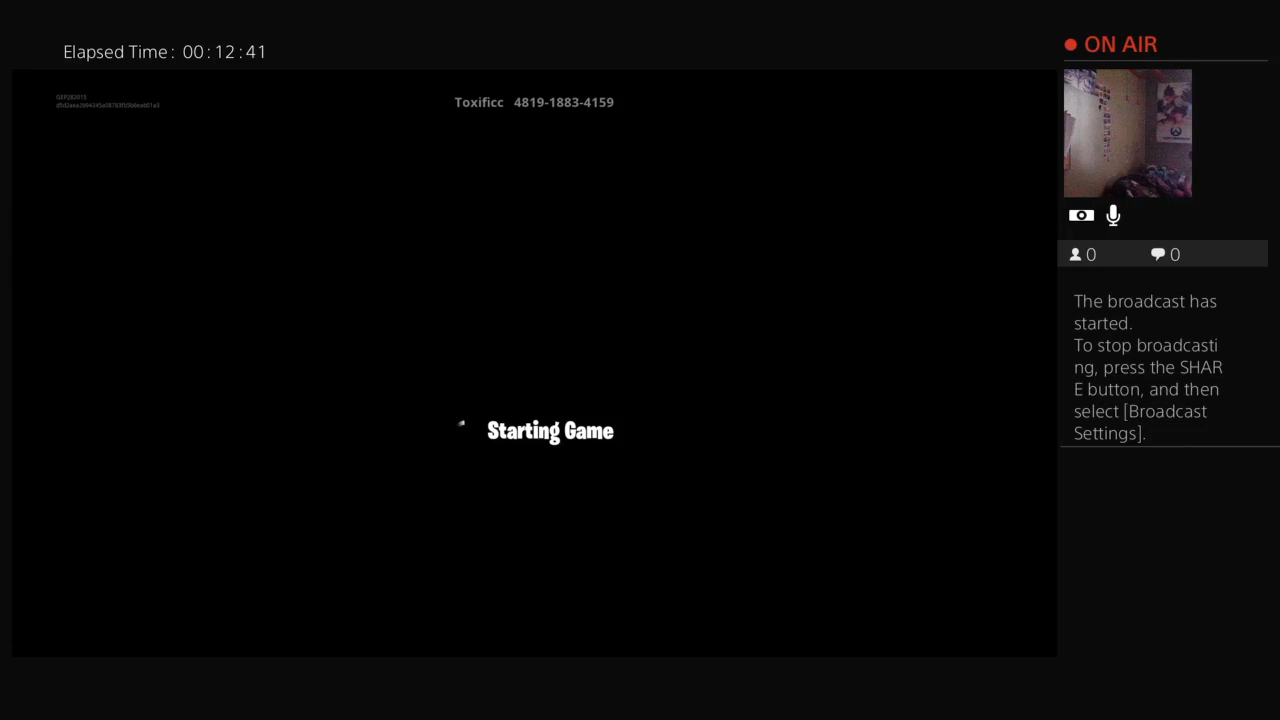 Elapsed Time: 00:12:41
ON AIR
GEP282015
Toxificc 4819-1883-4159
0 0
The broadcast has
started.
To stop broadcasti
ng, press the SHAR
E button, and then
select [Broadcast
Settings].
Starting Game